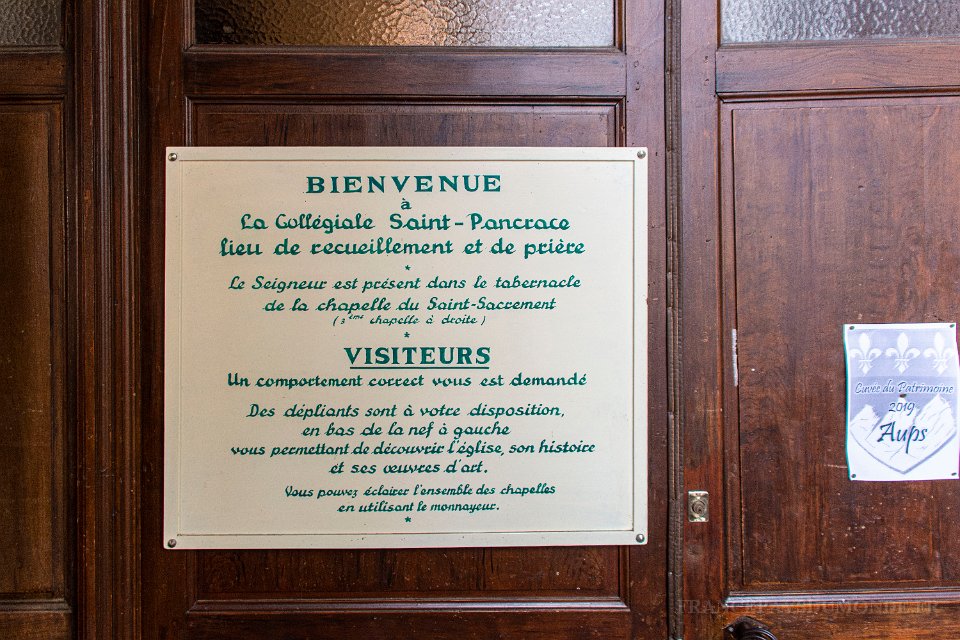 BIENVENUE
à
La Collégiale Saint-Pancrace
lieu de recueillement et de prière
*
Le Seigneur est présent dans le tabernacle
de la chapelle du Saint-Sacrement
(3ème chapelle à droite)
*
VISITEURS
Un comportement correct vous est demandé
Des dépliants sont à votre disposition,
en bas de la nef à gauche
vous permettant de découvrir l'église, son histoire
et ses œuvres d'art.
Vous pouvez éclairer l'ensemble des chapelles
en utilisant le monnayeur.
*
Cuvée du Patrimoine
2019
Aups